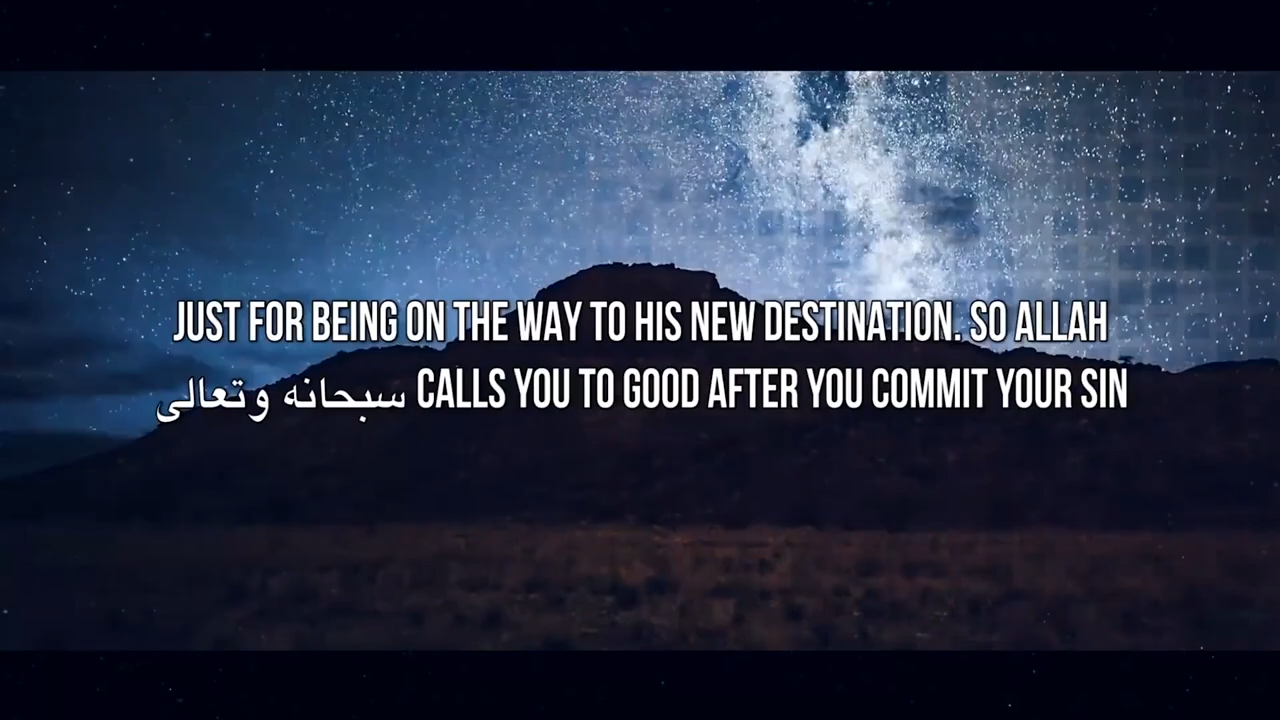 JUST FOR BEING ON THE WAY TO HIS NEW DESTINATION. SO ALLAH
سبحانه وتعالى CALLS YOU TO GOOD AFTER YOU COMMIT YOUR SIN